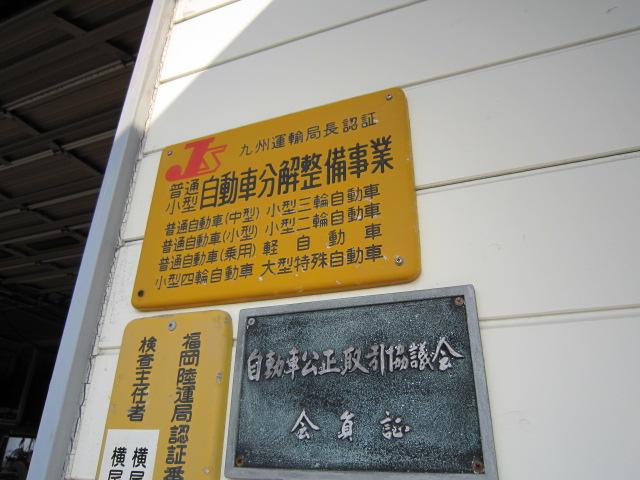 JS
九州運輸局長認証
普通
小型
自動車分解整備事業
普通自動車(中型) 小型三輪自動車
普通自動車(小型) 小型二輪自動車
普通自動車(乗用) 軽自動車
小型四輪自動車 大型特殊自動車
福岡陸運局認証番
検査主任者
横尾
横尾
自動車公正取引協議会
会員証